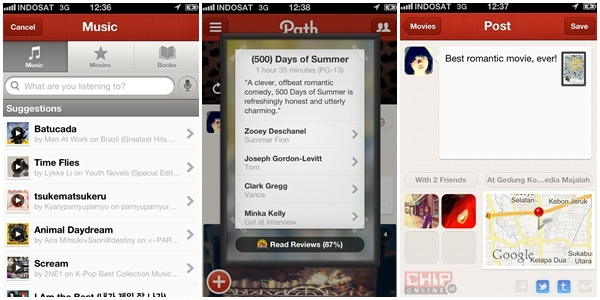 INDOSAT 3G 12:36
Cancel Music
Music Movies Books
What are you listening to?
Suggestions
Batucada
by Men At Work on Brazil (Greatest Hits...
Time Flies
by Lykke Li on Youth Novels (Special Edit...
tsukematsukeru
by Kyarypamyupamyu on pamyupamyur...
Animal Daydream
by Aira Mitsuki×Saori@destiny on ×-PAR...
Scream
by 2NE1 on K-Pop Best Collection Music...
I Am the Best (내가 제일 잘 나가)
INDOSAT 3G 12:38
Path
(500) Days of Summer
1 hour 35 minutes (PG-13)
"A clever, offbeat romantic
comedy, 500 Days of Summer is
refreshingly honest and utterly
charming."
Zooey Deschanel
Summer Finn
Joseph Gordon-Levitt
Tom
Clark Gregg
Vance
Minka Kelly
Girl at Interview
Read Reviews (87%)
4
INDOSAT 3G 12:37
Movies Post Save
Best romantic movie, ever!
With 2 Friends
At Gedung Ko...edia Majalah
Kuningan
Selatan
Kebon Jeruk
Sukabu
Utara
CHIP
ONLINE id